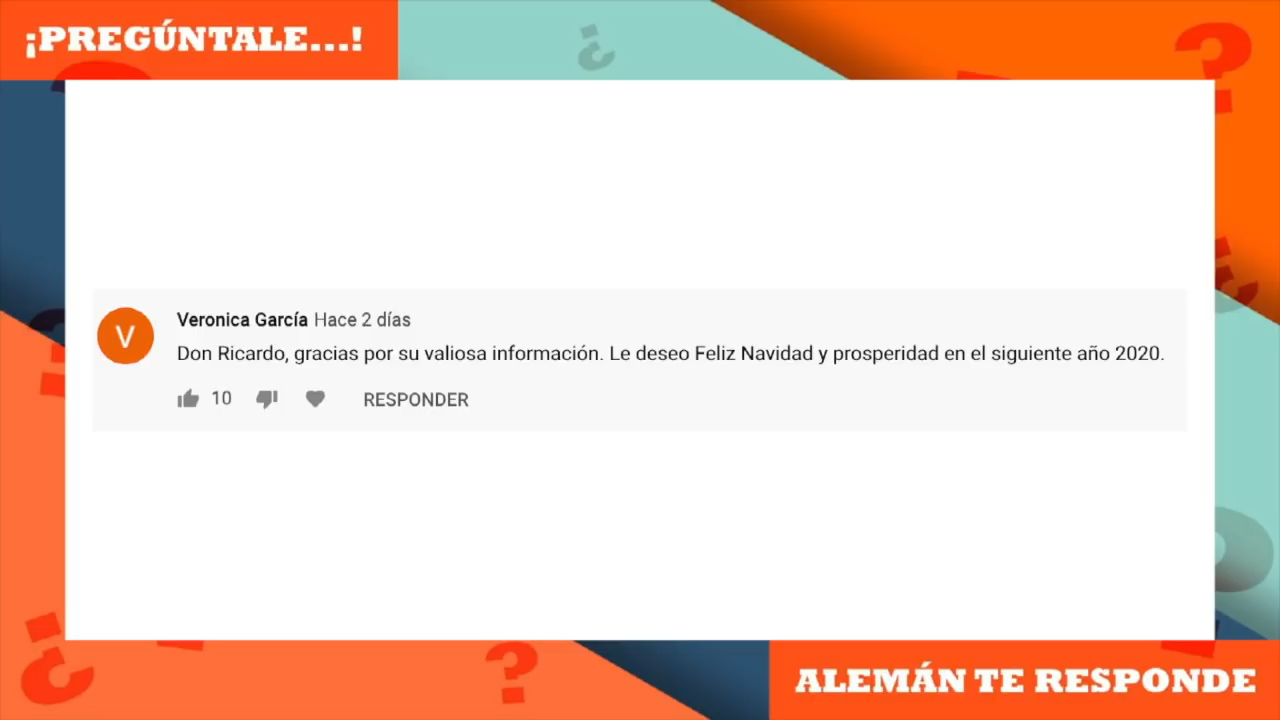 ¡PREGÚNTALE...!
V
Veronica García Hace 2 días
Don Ricardo, gracias por su valiosa información. Le deseo Feliz Navidad y prosperidad en el siguiente año 2020.
10 RESPONDER
ALEMÁN TE RESPONDE